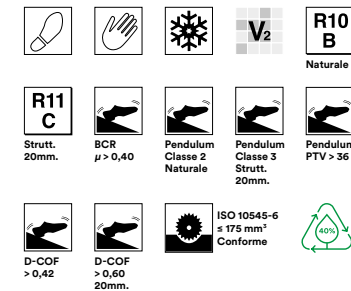 V2
R10
B
Naturale
R11
C
Strutt.
20mm.
BCR
μ > 0,40
Pendulum
Classe 2
Naturale
Pendulum
Classe 3
Strutt.
20mm.
Pendulum
PTV > 36
D-COF
> 0,42
D-COF
> 0,60
20mm.
ISO 10545-6
≤ 175 mm³
Conforme
40%